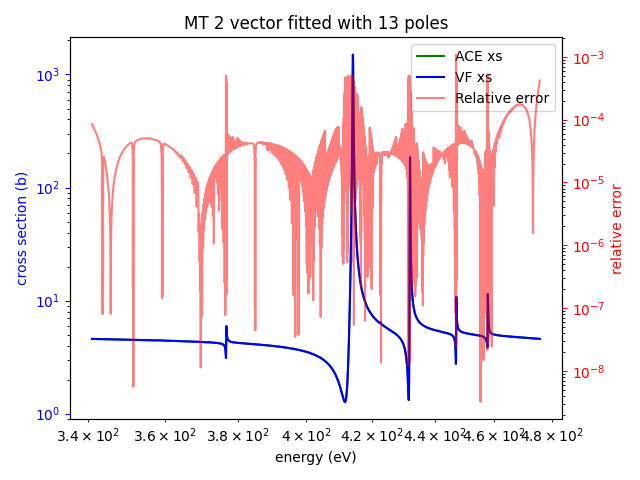 MT 2 vector fitted with 13 poles
ACE xs
VF xs
Relative error
cross section (b)
10³
10²
10¹
10⁰
10⁻³
10⁻⁴
10⁻⁵
10⁻⁶
10⁻⁷
10⁻⁸
relative error
3.4 × 10² 3.6 × 10² 3.8 × 10² 4 × 10² 4.2 × 10² 4.4 × 10² 4.6 × 10² 4.8 × 10²
energy (eV)